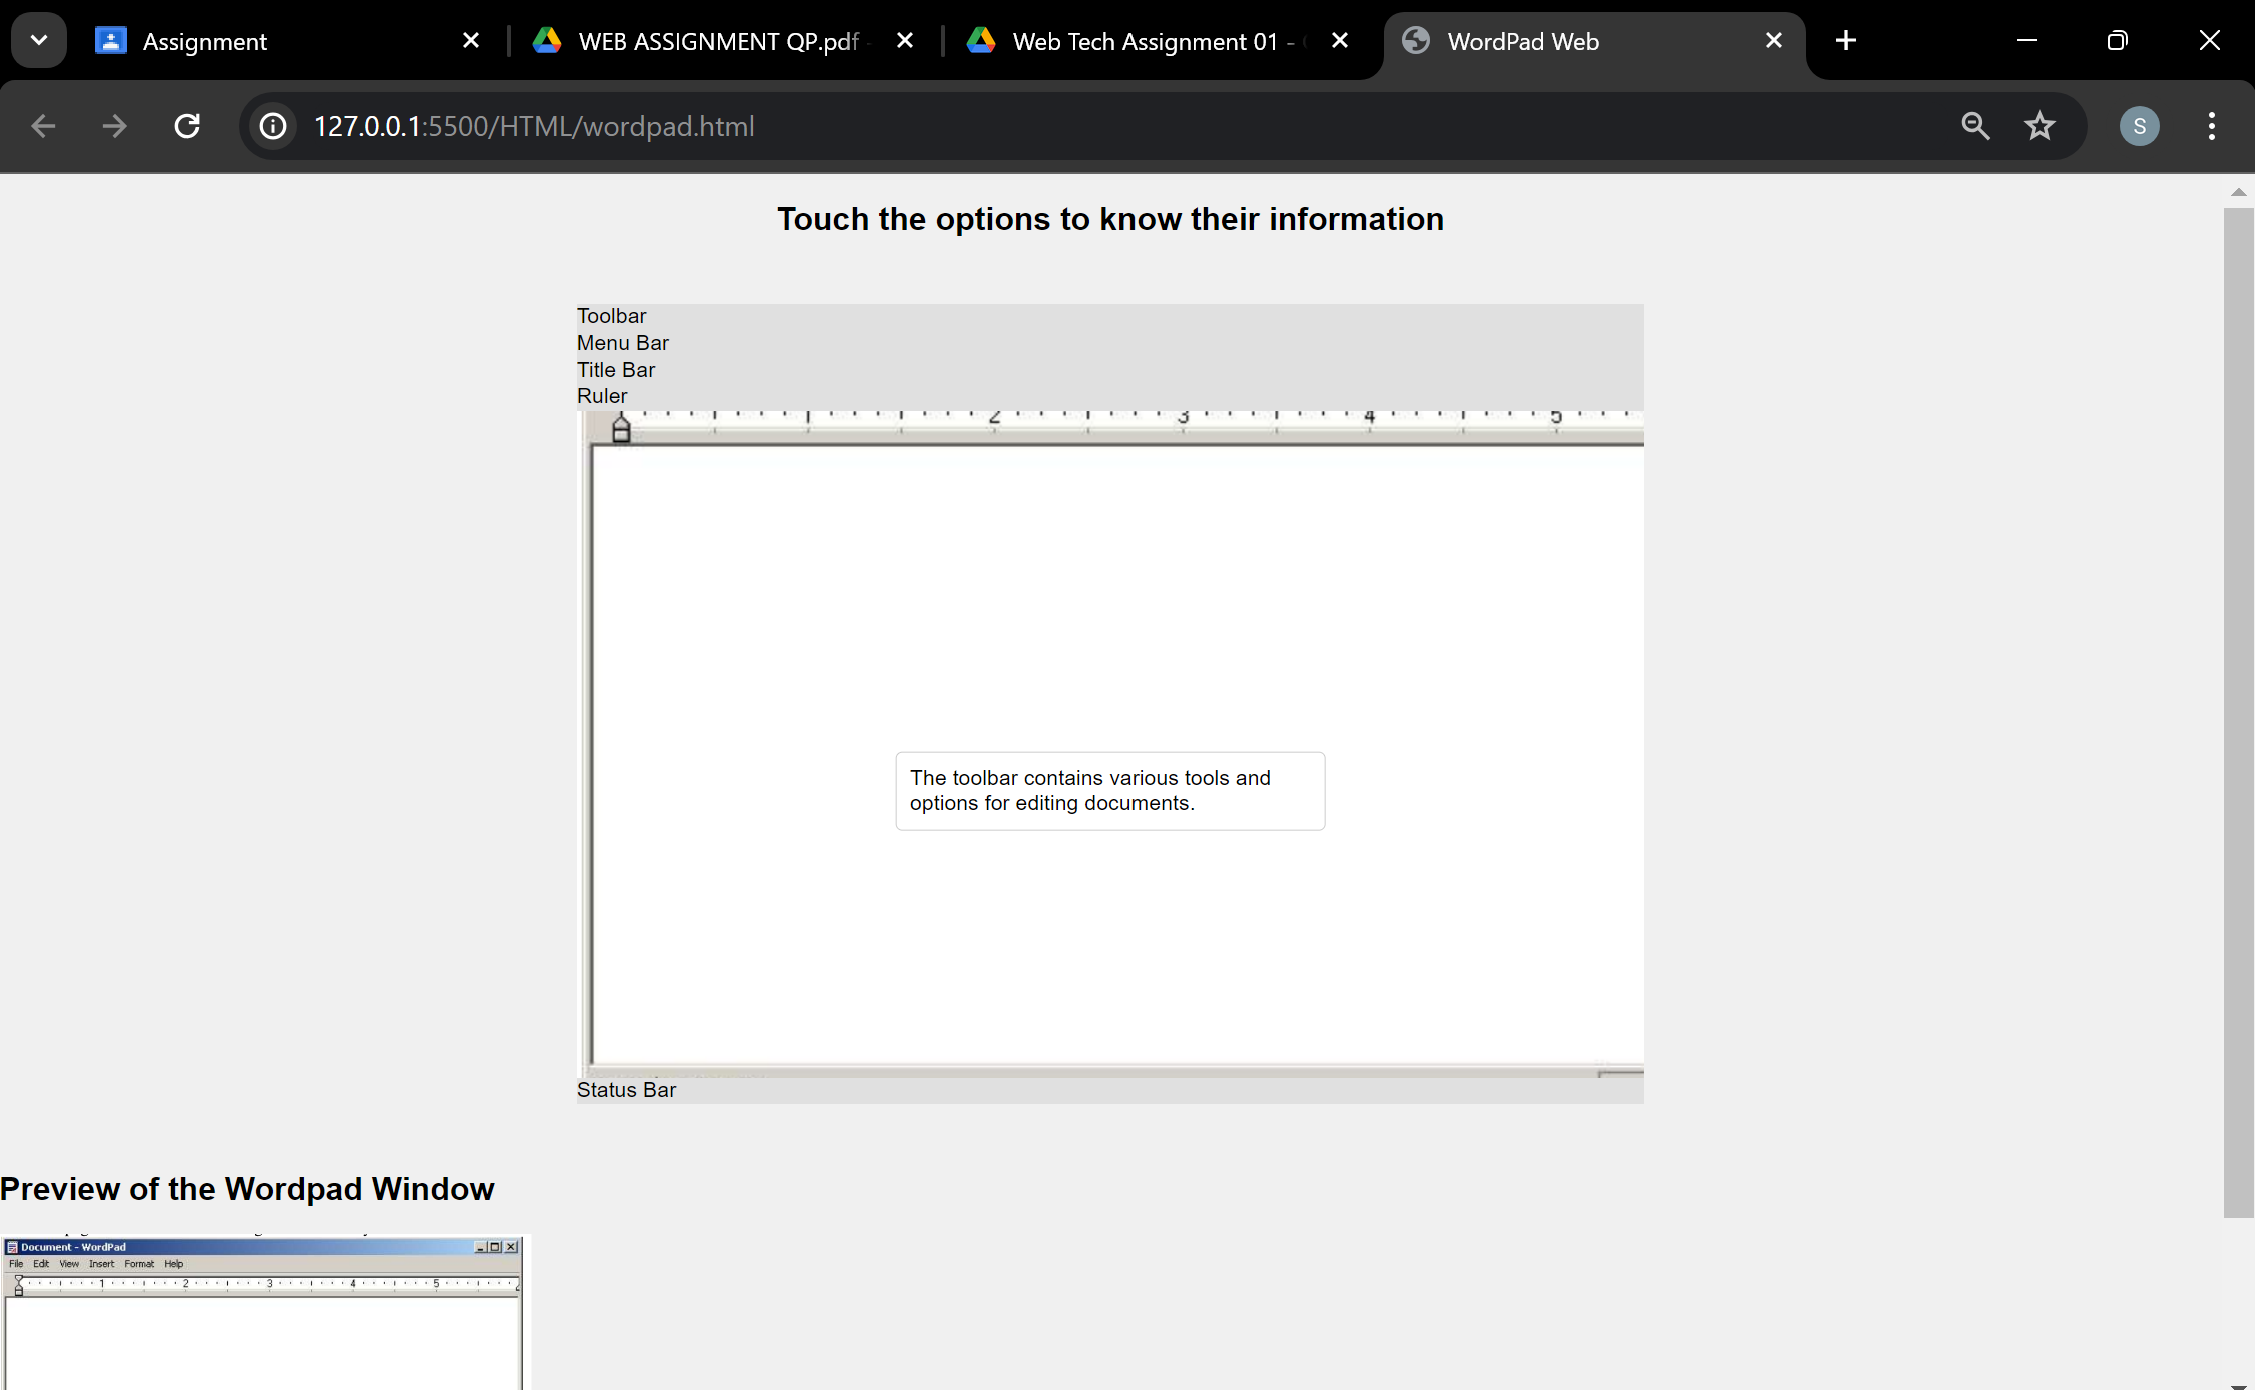 Assignment
WEB ASSIGNMENT QP.pdf
Web Tech Assignment 01 -
WordPad Web
127.0.0.1:5500/HTML/wordpad.html
S
Touch the options to know their information
Toolbar
Menu Bar
Title Bar
Ruler
2 3 4 5
The toolbar contains various tools and
options for editing documents.
Status Bar
Preview of the Wordpad Window
Document - WordPad
File Edit View Insert Format Help
1 2 3 4 5